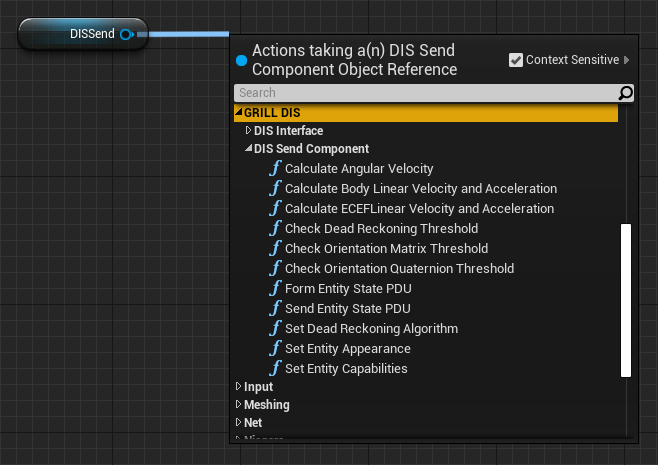 DISSend
Actions taking a(n) DIS Send
Component Object Reference
Context Sensitive
Search
GRILL DIS
DIS Interface
DIS Send Component
Calculate Angular Velocity
Calculate Body Linear Velocity and Acceleration
Calculate ECEFLinear Velocity and Acceleration
Check Dead Reckoning Threshold
Check Orientation Matrix Threshold
Check Orientation Quaternion Threshold
Form Entity State PDU
Send Entity State PDU
Set Dead Reckoning Algorithm
Set Entity Appearance
Set Entity Capabilities
Input
Meshing
Net